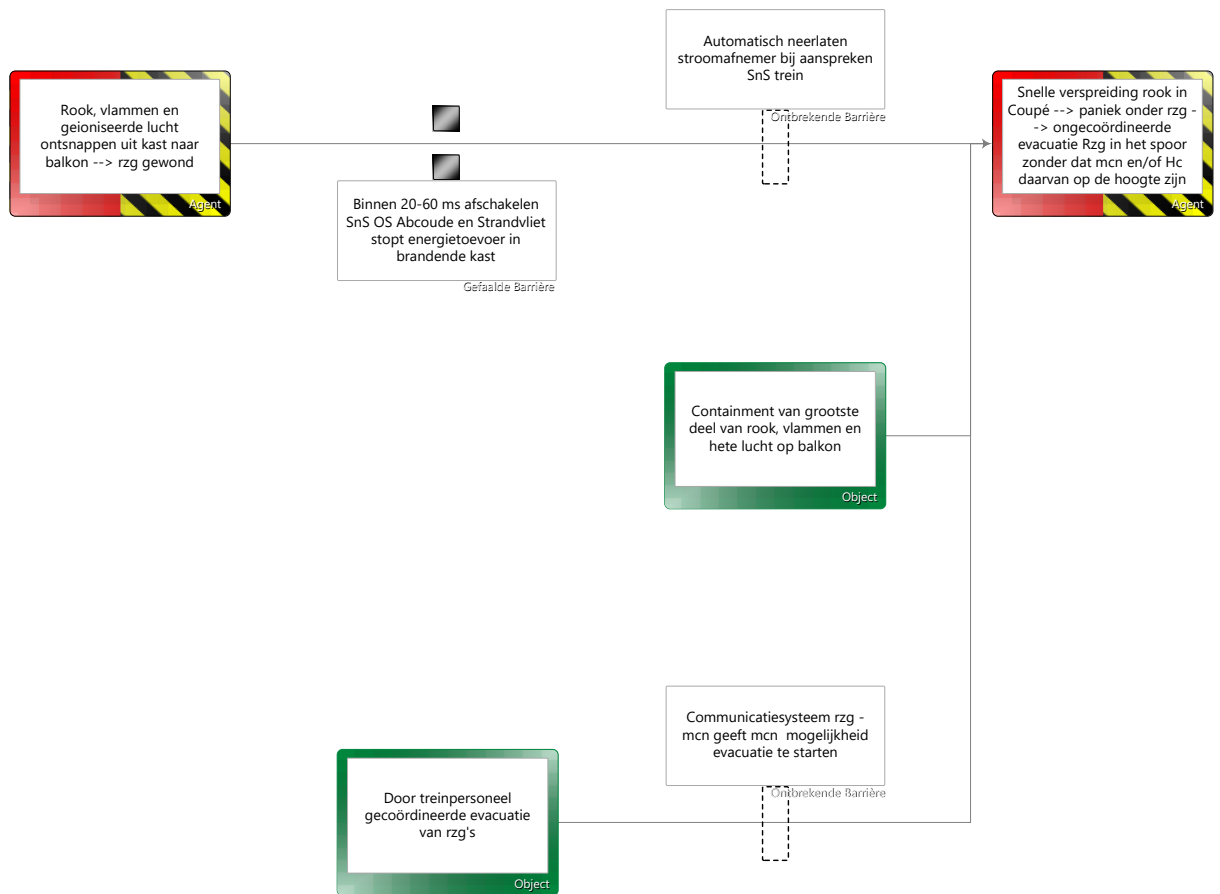 Automatisch neerlaten
stroomafnemer bij aanspreken
SnS trein
Ontbrekende Barrière
Rook, vlammen en
geioniseerde lucht
ontsnappen uit kast naar
balkon --> rzg gewond
Agent
Snelle verspreiding rook in
Coupé --> paniek onder rzg -
-> ongecoördineerde
evacuatie Rzg in het spoor
zonder dat mcn en/of Hc
daarvan op de hoogte zijn
Agent
Binnen 20-60 ms afschakelen
SnS OS Abcoude en Strandvliet
stopt energietoevoer in
brandende kast
Gefaalde Barrière
Containment van grootste
deel van rook, vlammen en
hete lucht op balkon
Object
Communicatiesysteem rzg -
mcn geeft mcn  mogelijkheid
evacuatie te starten
Ontbrekende Barrière
Door treinpersoneel
gecoördineerde evacuatie
van rzg's
Object